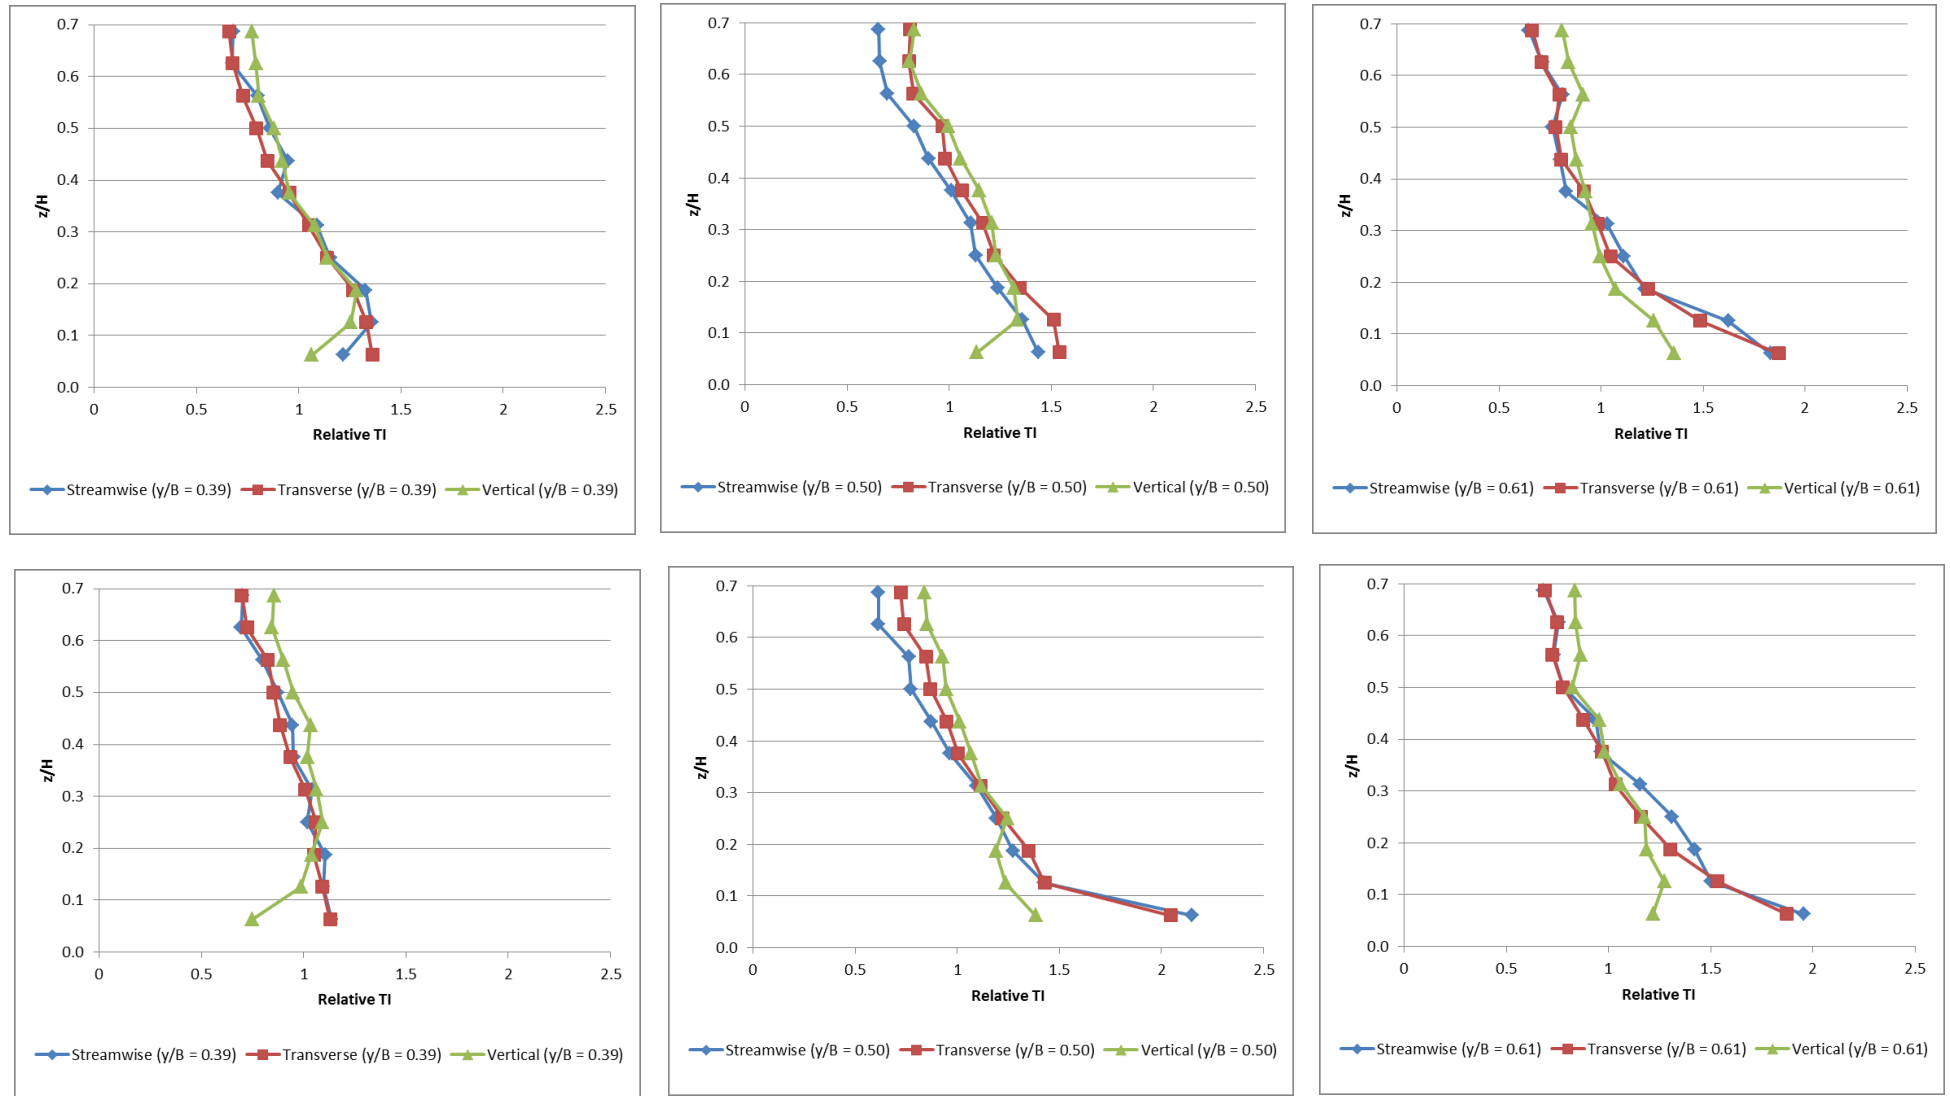 0.7
0.6
0.5
0.4
0.3
0.2
0.1
0.0
z/H
0 0.5 1 1.5 2 2.5
Relative TI
Streamwise (y/B = 0.39) Transverse (y/B = 0.39) Vertical (y/B = 0.39)
0.7
0.6
0.5
0.4
0.3
0.2
0.1
0.0
z/H
0 0.5 1 1.5 2 2.5
Relative TI
Streamwise (y/B = 0.50) Transverse (y/B = 0.50) Vertical (y/B = 0.50)
0.7
0.6
0.5
0.4
0.3
0.2
0.1
0.0
z/H
0 0.5 1 1.5 2 2.5
Relative TI
Streamwise (y/B = 0.61) Transverse (y/B = 0.61) Vertical (y/B = 0.61)
0.7
0.6
0.5
0.4
0.3
0.2
0.1
0.0
z/H
0 0.5 1 1.5 2 2.5
Relative TI
Streamwise (y/B = 0.39) Transverse (y/B = 0.39) Vertical (y/B = 0.39)
0.7
0.6
0.5
0.4
0.3
0.2
0.1
0.0
z/H
0 0.5 1 1.5 2 2.5
Relative TI
Streamwise (y/B = 0.50) Transverse (y/B = 0.50) Vertical (y/B = 0.50)
0.7
0.6
0.5
0.4
0.3
0.2
0.1
0.0
z/H
0 0.5 1 1.5 2 2.5
Relative TI
Streamwise (y/B = 0.61) Transverse (y/B = 0.61) Vertical (y/B = 0.61)